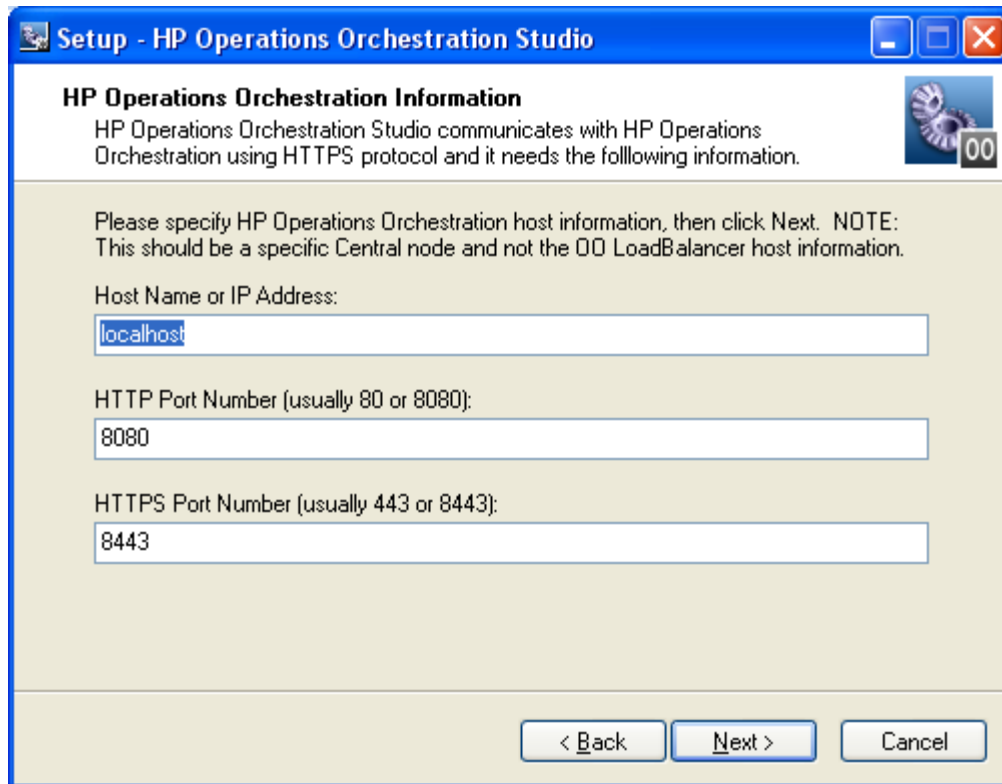 Setup - HP Operations Orchestration Studio
HP Operations Orchestration Information
HP Operations Orchestration Studio communicates with HP Operations
Orchestration using HTTPS protocol and it needs the folllowing information.
OO
Please specify HP Operations Orchestration host information, then click Next.  NOTE:
This should be a specific Central node and not the OO LoadBalancer host information.
Host Name or IP Address:
localhost
HTTP Port Number (usually 80 or 8080):
8080
HTTPS Port Number (usually 443 or 8443):
8443
< Back
Next >
Cancel